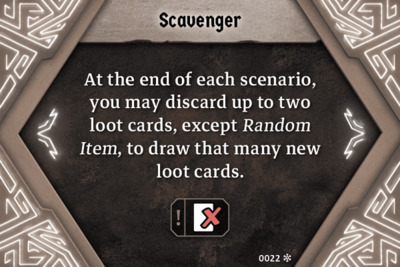 Scavenger
At the end of each scenario,
you may discard up to two
loot cards, except Random
Item, to draw that many new
loot cards.
!
0022